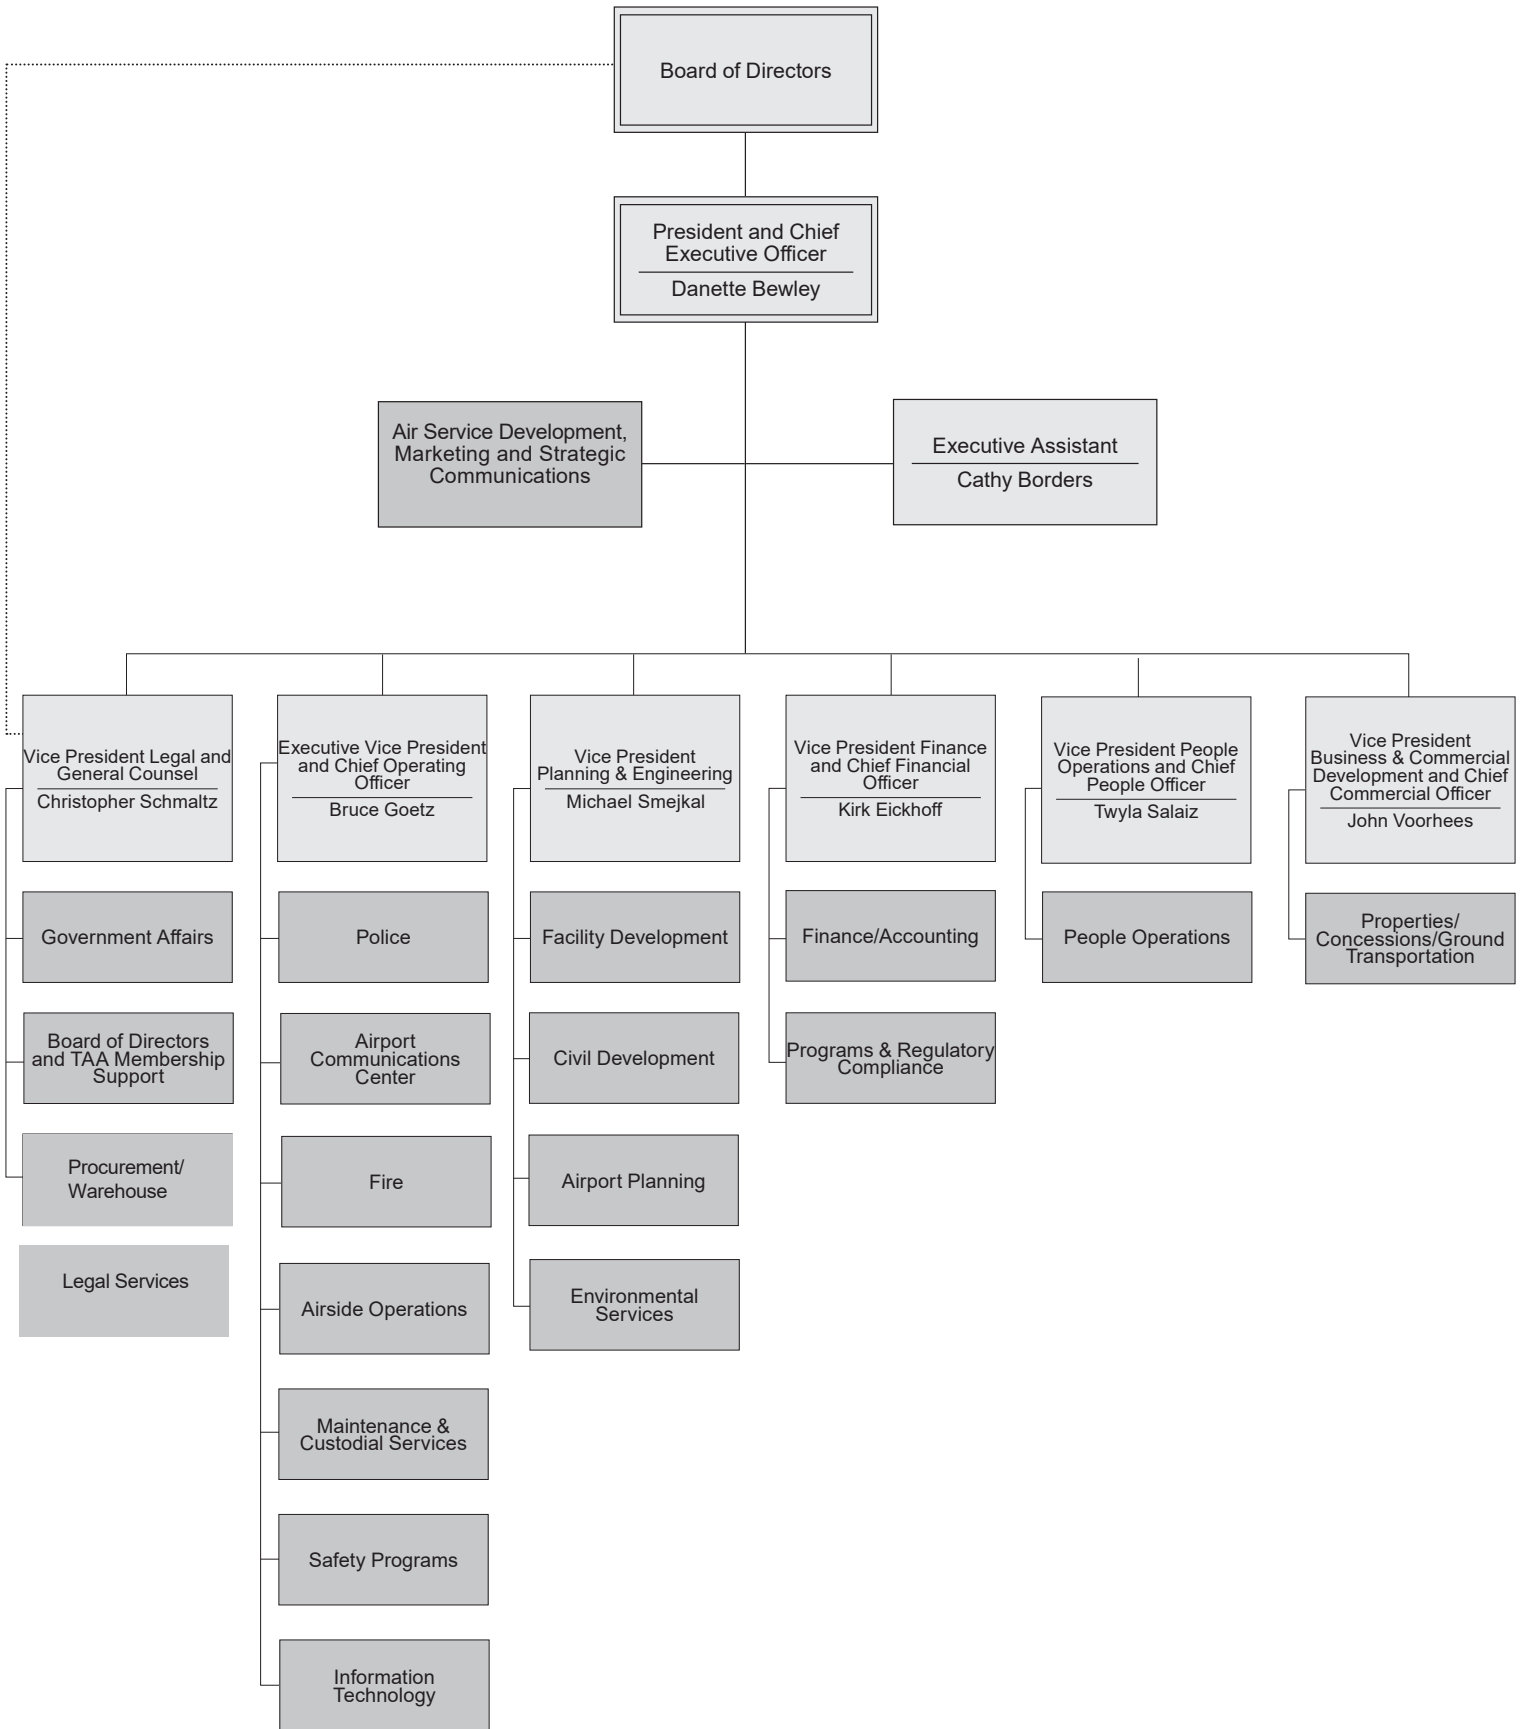 Board of Directors
President and Chief
Executive Officer
Danette Bewley
Air Service Development,
Marketing and Strategic
Communications
Executive Assistant
Cathy Borders
Vice President Legal and
General Counsel
Christopher Schmaltz
Executive Vice President
and Chief Operating
Officer
Bruce Goetz
Vice President
Planning & Engineering
Michael Smejkal
Vice President Finance
and Chief Financial
Officer
Kirk Eickhoff
Vice President People
Operations and Chief
People Officer
Twyla Salaiz
Vice President
Business & Commercial
Development and Chief
Commercial Officer
John Voorhees
Government Affairs
Police
Facility Development
Finance/Accounting
People Operations
Properties/
Concessions/Ground
Transportation
Board of Directors
and TAA Membership
Support
Airport
Communications
Center
Civil Development
Programs & Regulatory
Compliance
Procurement/
Warehouse
Fire
Airport Planning
Legal Services
Airside Operations
Environmental
Services
Maintenance &
Custodial Services
Safety Programs
Information
Technology